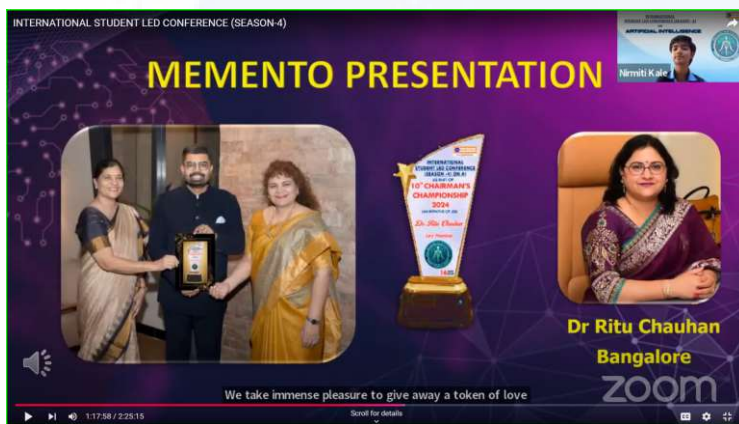 INTERNATIONAL STUDENT LED CONFERENCE (SEASON-4)
ARTIFICIAL INTELLIGENCE
Nirmiti Kale
MEMENTO PRESENTATION
INTERNATIONAL
STUDENT LED CONFERENCE
10TH CHAIRMAN'S
CHAMPIONSHIP
2024
Dr. Ritu Chauhan
Dr Ritu Chauhan
Bangalore
zoom
We take immense pleasure to give away a token of love
1:17:58 / 2:25:15
Scroll for details